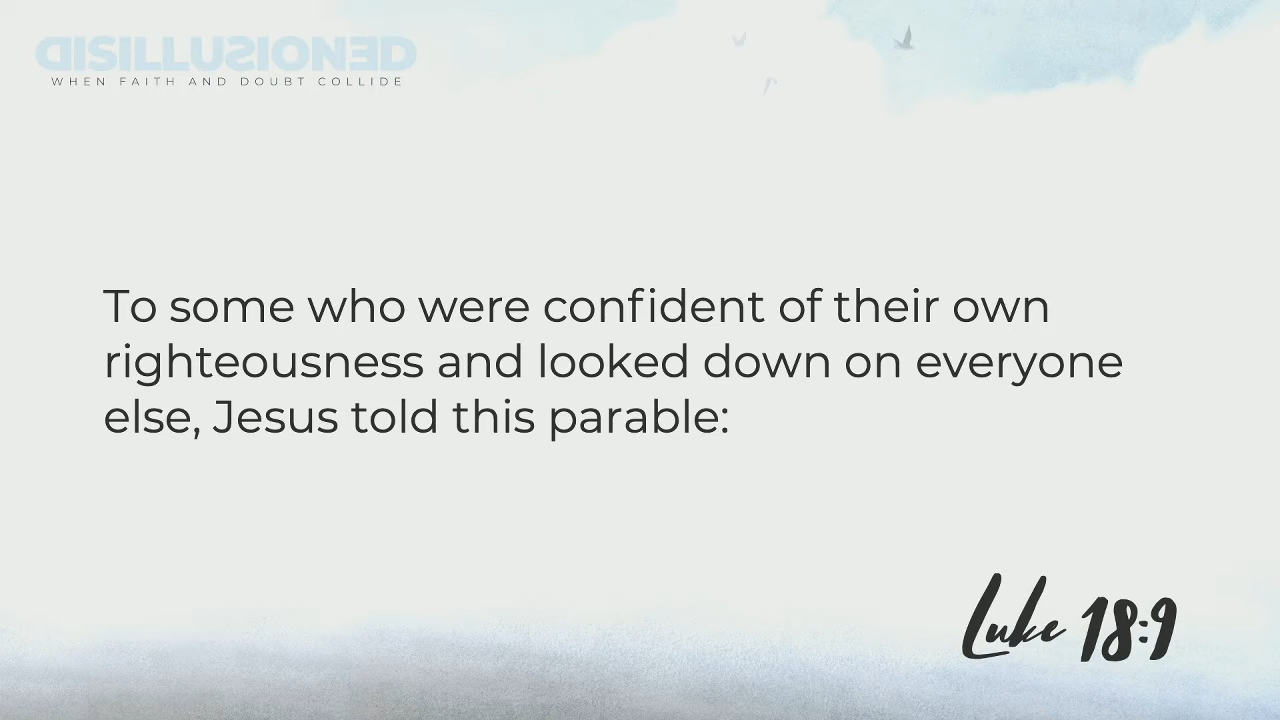 DISILLUSIONED
WHEN FAITH AND DOUBT COLLIDE
To some who were confident of their own
righteousness and looked down on everyone
else, Jesus told this parable:
Luke 18:9